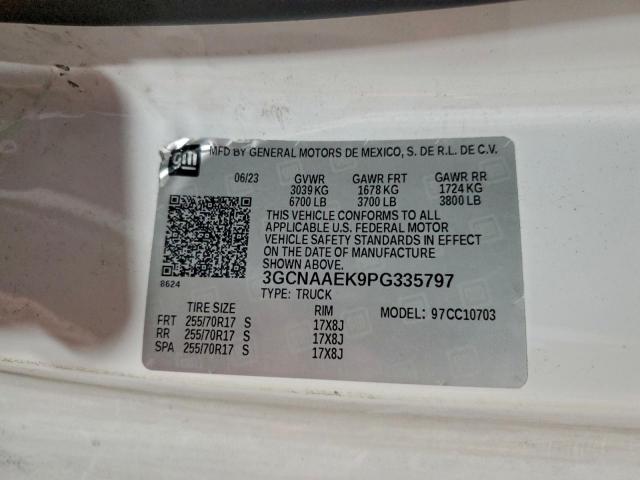 gm MFD BY GENERAL MOTORS DE MEXICO, S. DE R.L. DE C.V.
06/23 GVWR GAWR FRT GAWR RR
3039 KG 1678 KG 1724 KG
6700 LB 3700 LB 3800 LB
THIS VEHICLE CONFORMS TO ALL
APPLICABLE U.S. FEDERAL MOTOR
VEHICLE SAFETY STANDARDS IN EFFECT
ON THE DATE OF MANUFACTURE
SHOWN ABOVE.
8624 3GCNAAEK9PG335797
TYPE: TRUCK
TIRE SIZE RIM MODEL: 97CC10703
FRT 255/70R17 S 17X8J
RR 255/70R17 S 17X8J
SPA 255/70R17 S 17X8J